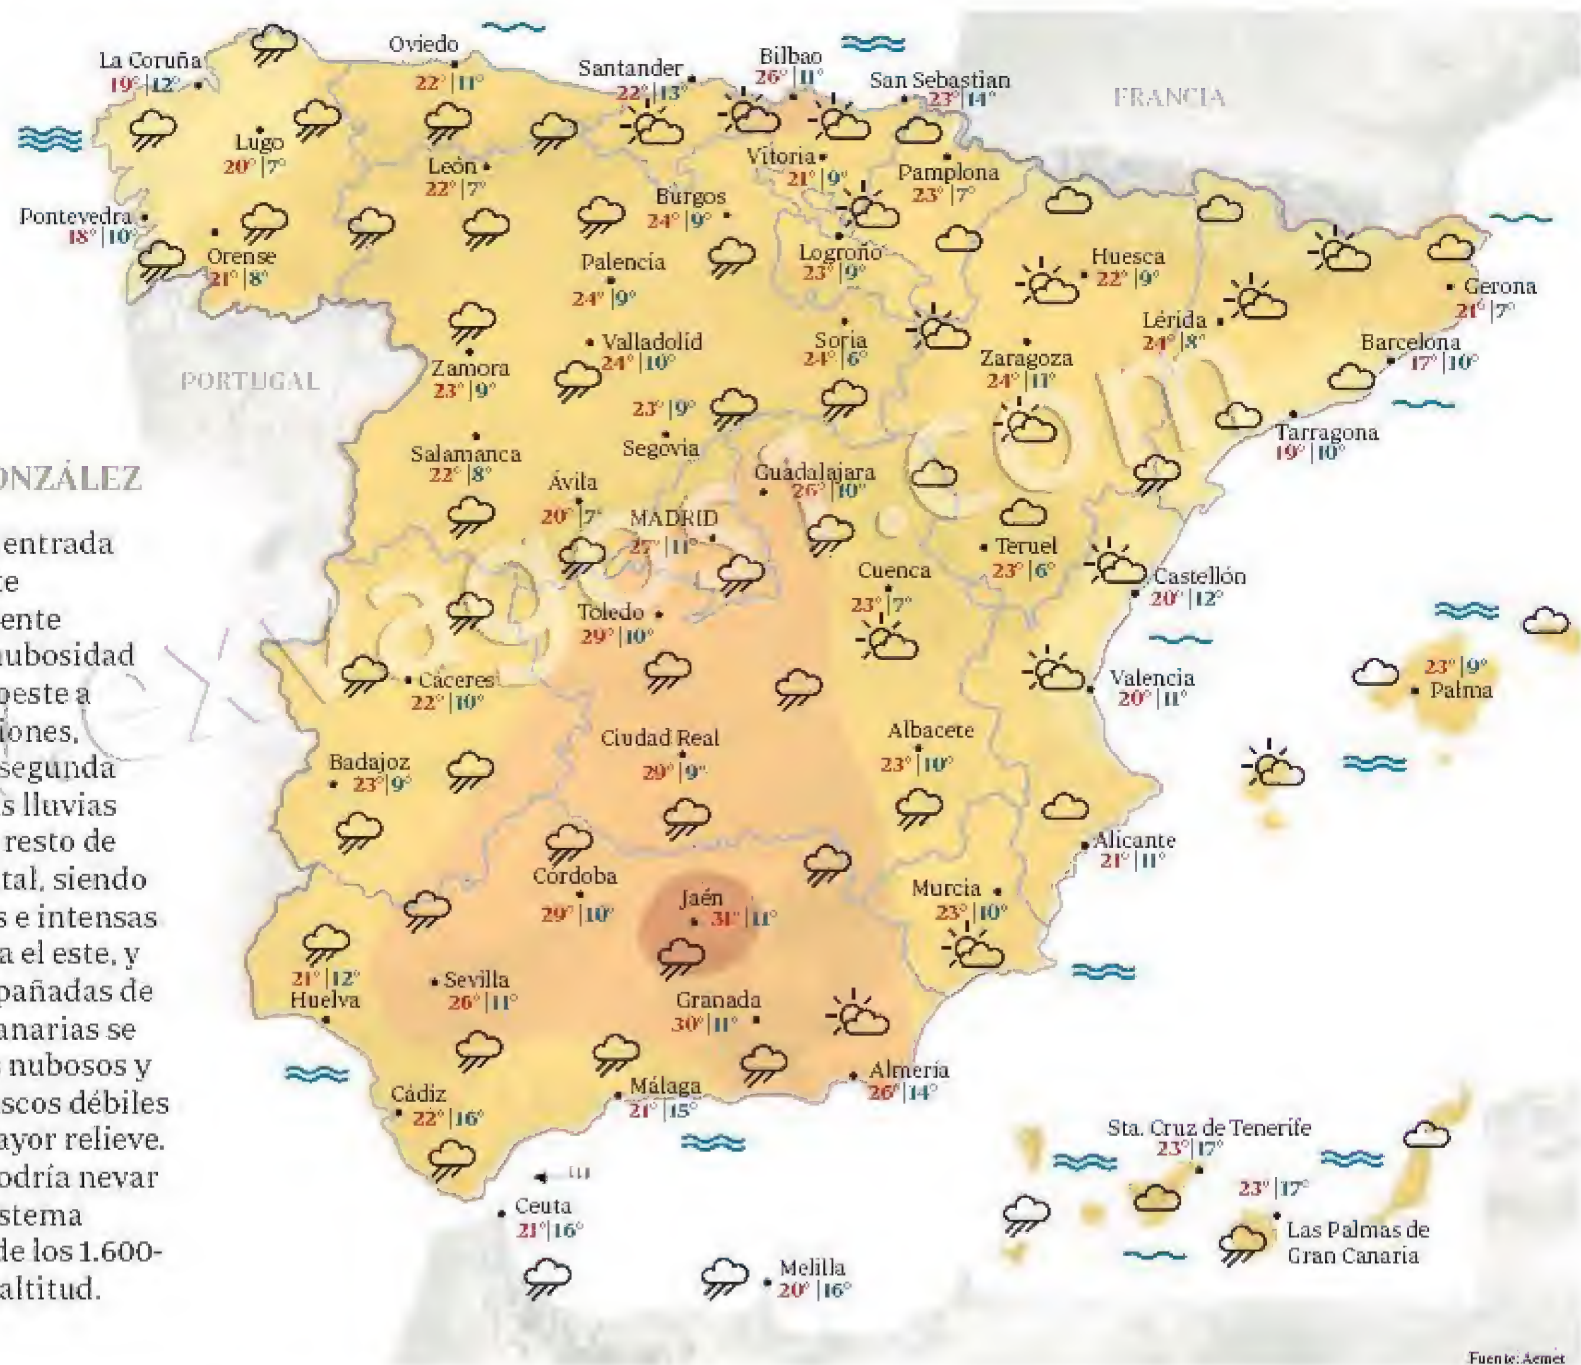 La Coruña
19°|12°
Oviedo
22°|11°
Santander
22°|13°
Bilbao
26°|11°
San Sebastian
23°|14°
FRANCIA
Lugo
20°|7°
León
22°|7°
Vitoria
21°|9°
Pamplona
23°|7°
Pontevedra
18°|10°
Orense
21°|8°
Burgos
24°|9°
Palencia
24°|9°
Logroño
23°|9°
Huesca
22°|9°
Gerona
21°|7°
PORTUGAL
Zamora
23°|9°
Valladolid
24°|10°
Soria
24°|6°
Zaragoza
24°|11°
Lérida
24°|8°
Barcelona
17°|10°
Tarragona
19°|10°
23°|9°
Segovia
Salamanca
22°|8°
Ávila
20°|7°
Guadalajara
26°|10°
MADRID
27°|11°
Teruel
23°|6°
Cuenca
23°|7°
Castellón
20°|12°
Toledo
29°|10°
Cáceres
22°|10°
Valencia
20°|11°
23°|9°
Palma
Ciudad Real
29°|9°
Albacete
23°|10°
Badajoz
23°|9°
Alicante
21°|11°
Córdoba
29°|10°
Jaén
31°|11°
Murcia
23°|10°
21°|12°
Huelva
Sevilla
26°|11°
Granada
30°|11°
Almería
26°|14°
Cádiz
22°|16°
Málaga
21°|15°
Ceuta
21°|16°
Melilla
20°|16°
Sta. Cruz de Tenerife
23°|17°
23°|17°
Las Palmas de
Gran Canaria
ONZÁLEZ
entrada
te
ente
nubosidad
oeste a
iones,
segunda
s lluvias
resto de
tal, siendo
s e intensas
a el este, y
pañadas de
anarias se
s nubosos y
scos débiles
ayor relieve.
odría nevar
stema
de los 1.600-
altitud.
Fuente: Aemet